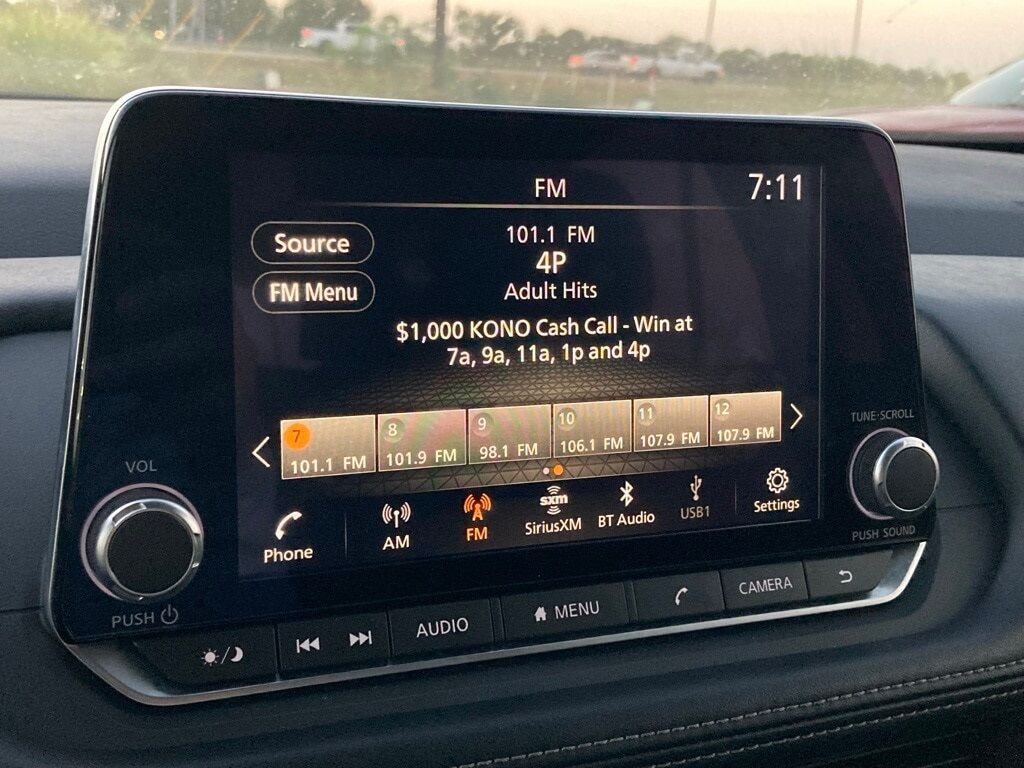 FM
7:11
Source
101.1 FM
4P
FM Menu
Adult Hits
$1,000 KONO Cash Call - Win at
7a, 9a, 11a, 1p and 4p
7
101.1 FM
8
101.9 FM
9
98.1 FM
10
106.1 FM
11
107.9 FM
12
107.9 FM
Phone
AM
FM
sxm
SiriusXM
BT Audio
USB1
Settings
VOL
PUSH
TUNE·SCROLL
PUSH SOUND
AUDIO
MENU
CAMERA